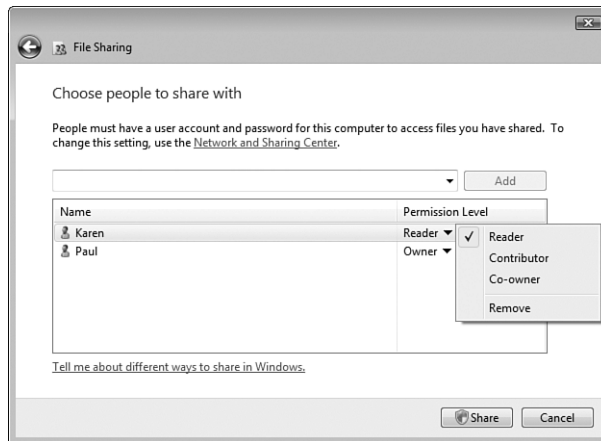 File Sharing
Choose people to share with
People must have a user account and password for this computer to access files you have shared.  To
change this setting, use the Network and Sharing Center.
Add
Name Permission Level
Karen Reader
Paul Owner
Reader
Contributor
Co-owner
Remove
Tell me about different ways to share in Windows.
Share Cancel